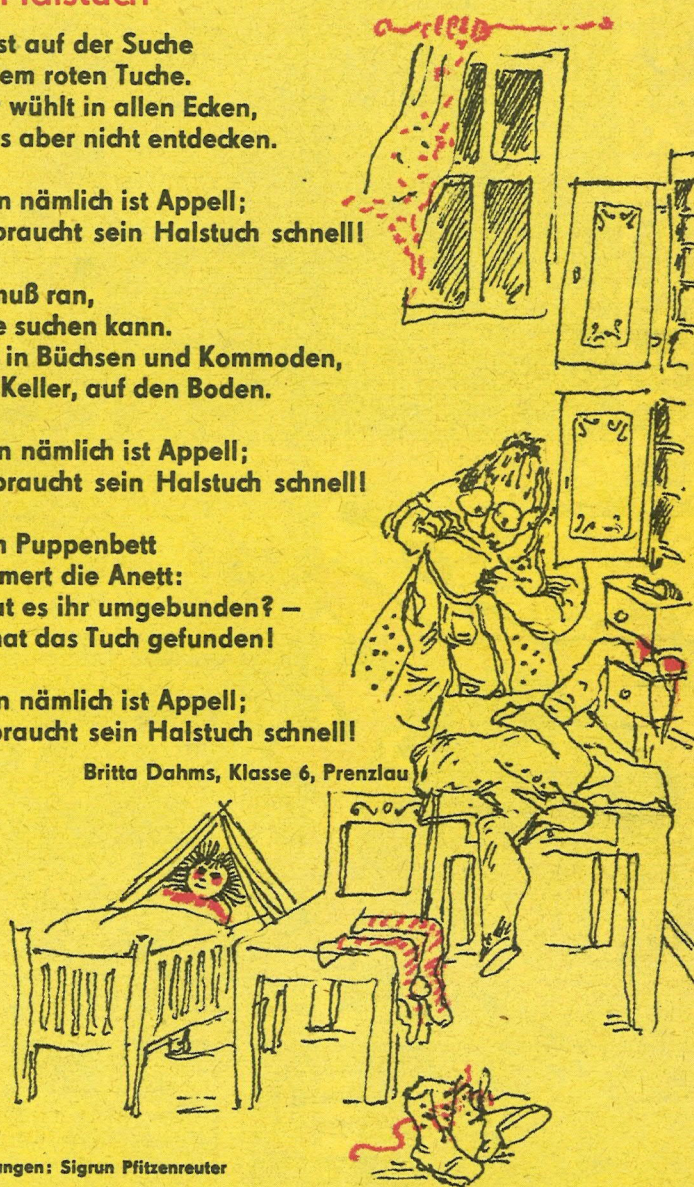 Halstuch
st auf der Suche
em roten Tuche.
wühlt in allen Ecken,
s aber nicht entdecken.
n nämlich ist Appell;
braucht sein Halstuch schnell!
nuß ran,
e suchen kann.
in Büchsen und Kommoden,
Keller, auf den Boden.
n nämlich ist Appell;
braucht sein Halstuch schnell!
n Puppenbett
mert die Anett:
at es ihr umgebunden? –
hat das Tuch gefunden!
n nämlich ist Appell;
braucht sein Halstuch schnell!
Britta Dahms, Klasse 6, Prenzlau
ungen: Sigrun Pfitzenreuter